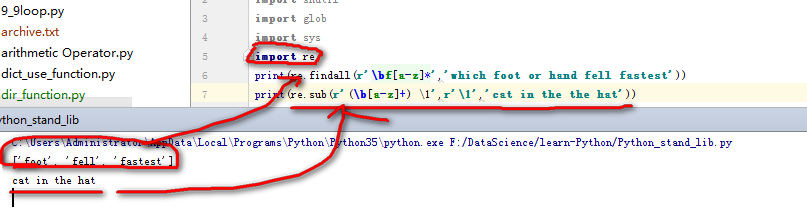 9_9loop.py
archive.txt
arithmetic Operator.py
dict_use_function.py
dir_function.py
import shutil
4 import glob
import sys
5 import re
6 print(re.findall(r'\bf[a-z]*','which foot or hand fell fastest'))
7 print(re.sub(r'(\b[a-z]+) \1',r'\1','cat in the the hat'))
ython_stand_lib
C:\Users\Administrator\AppData\Local\Programs\Python\Python35\python.exe F:/DataScience/learn-Python/Python_stand_lib.py
['foot', 'fell', 'fastest']
cat in the hat